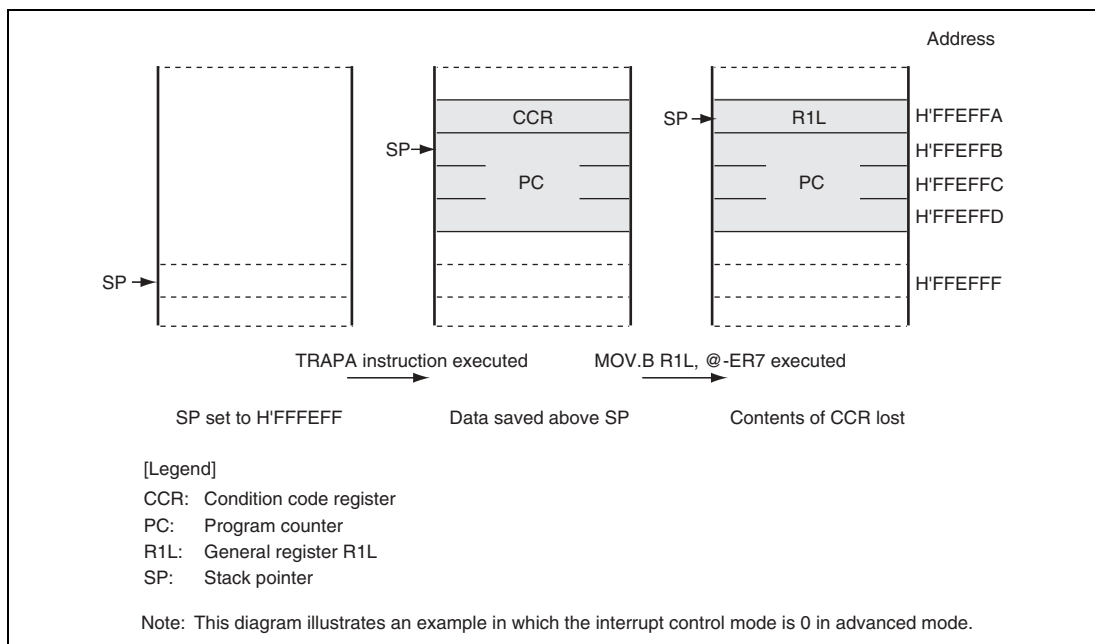 Address
CCR
SP
R1L
H'FFEFFA
SP
H'FFEFFB
PC
PC
H'FFEFFC
H'FFEFFD
SP
H'FFEFFF
TRAPA instruction executed
MOV.B R1L, @-ER7 executed
SP set to H'FFFEFF
Data saved above SP
Contents of CCR lost
[Legend]
CCR: Condition code register
PC: Program counter
R1L: General register R1L
SP: Stack pointer
Note: This diagram illustrates an example in which the interrupt control mode is 0 in advanced mode.